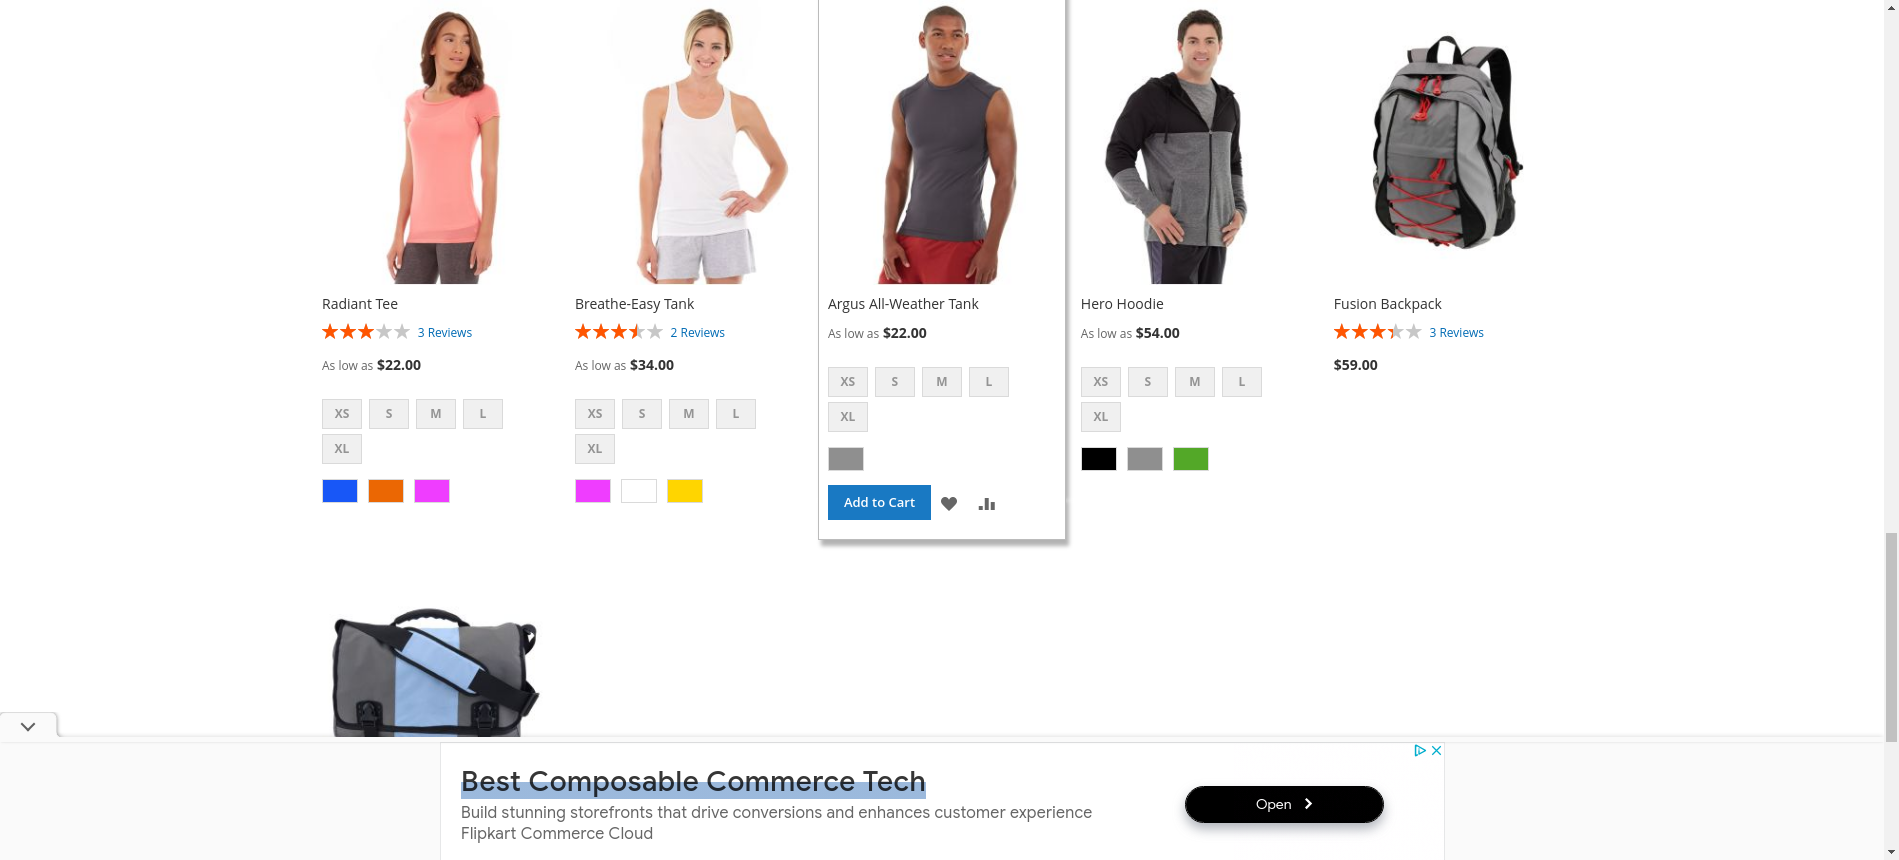 Radiant Tee
3 Reviews
As low as $22.00
XS S M L
XL
Breathe-Easy Tank
2 Reviews
As low as $34.00
XS S M L
XL
Argus All-Weather Tank
As low as $22.00
XS S M L
XL
Add to Cart
Hero Hoodie
As low as $54.00
XS S M L
XL
Fusion Backpack
3 Reviews
$59.00
Best Composable Commerce Tech
Build stunning storefronts that drive conversions and enhances customer experience
Flipkart Commerce Cloud
Open